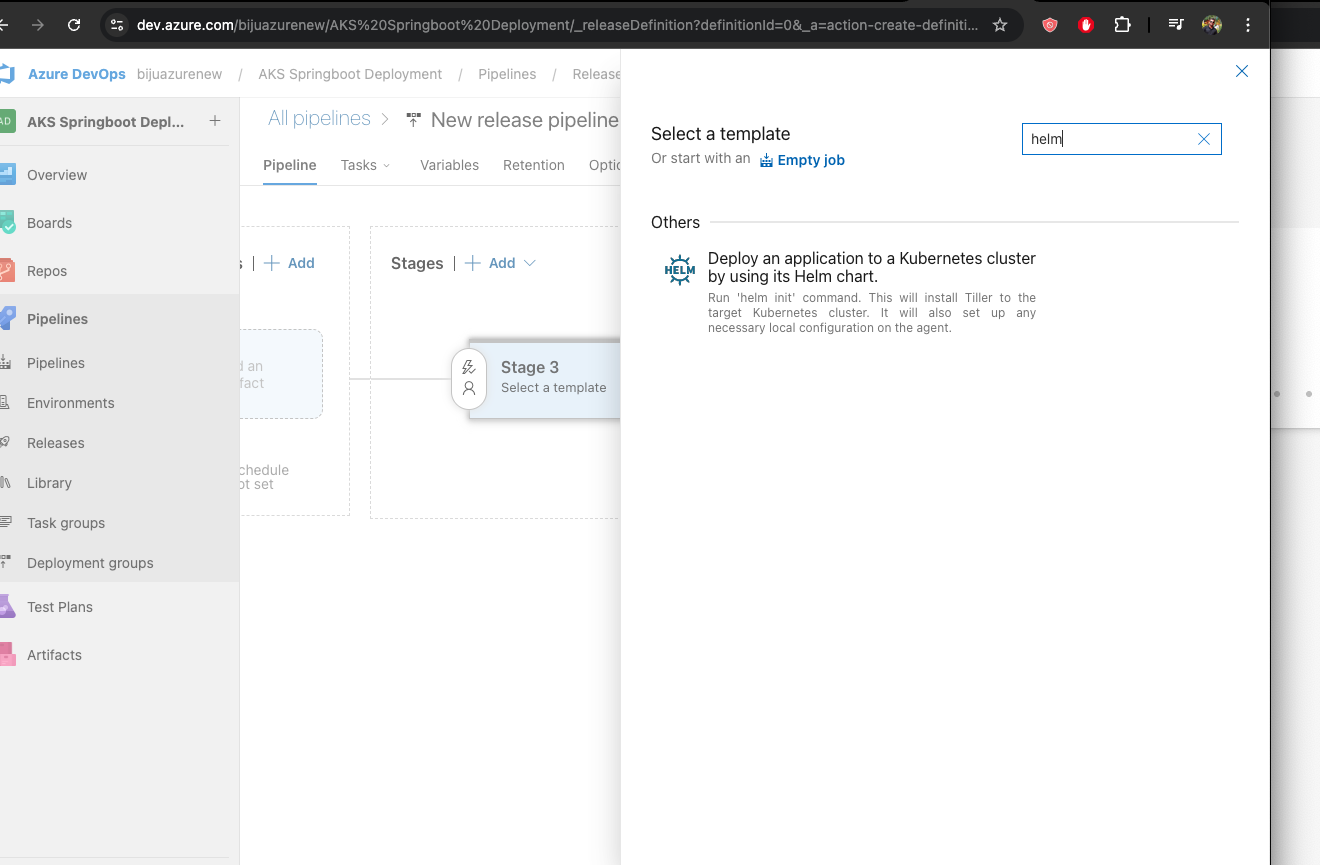 dev.azure.com/bijuazurenew/AKS%20Springboot%20Deployment/_releaseDefinition?definitionId=0&_a=action-create-definiti...
Azure DevOps bijuazurenew / AKS Springboot Deployment / Pipelines / Release
AD AKS Springboot Depl... +
Overview
Boards
Repos
Pipelines
Pipelines
Environments
Releases
Library
Task groups
Deployment groups
Test Plans
Artifacts
All pipelines > New release pipeline
Pipeline Tasks Variables Retention Optio
s | + Add
d an
fact
chedule
ot set
Stages | + Add
Stage 3
Select a template
Select a template
Or start with an Empty job
helm
Others
HELM
Deploy an application to a Kubernetes cluster
by using its Helm chart.
Run 'helm init' command. This will install Tiller to the
target Kubernetes cluster. It will also set up any
necessary local configuration on the agent.